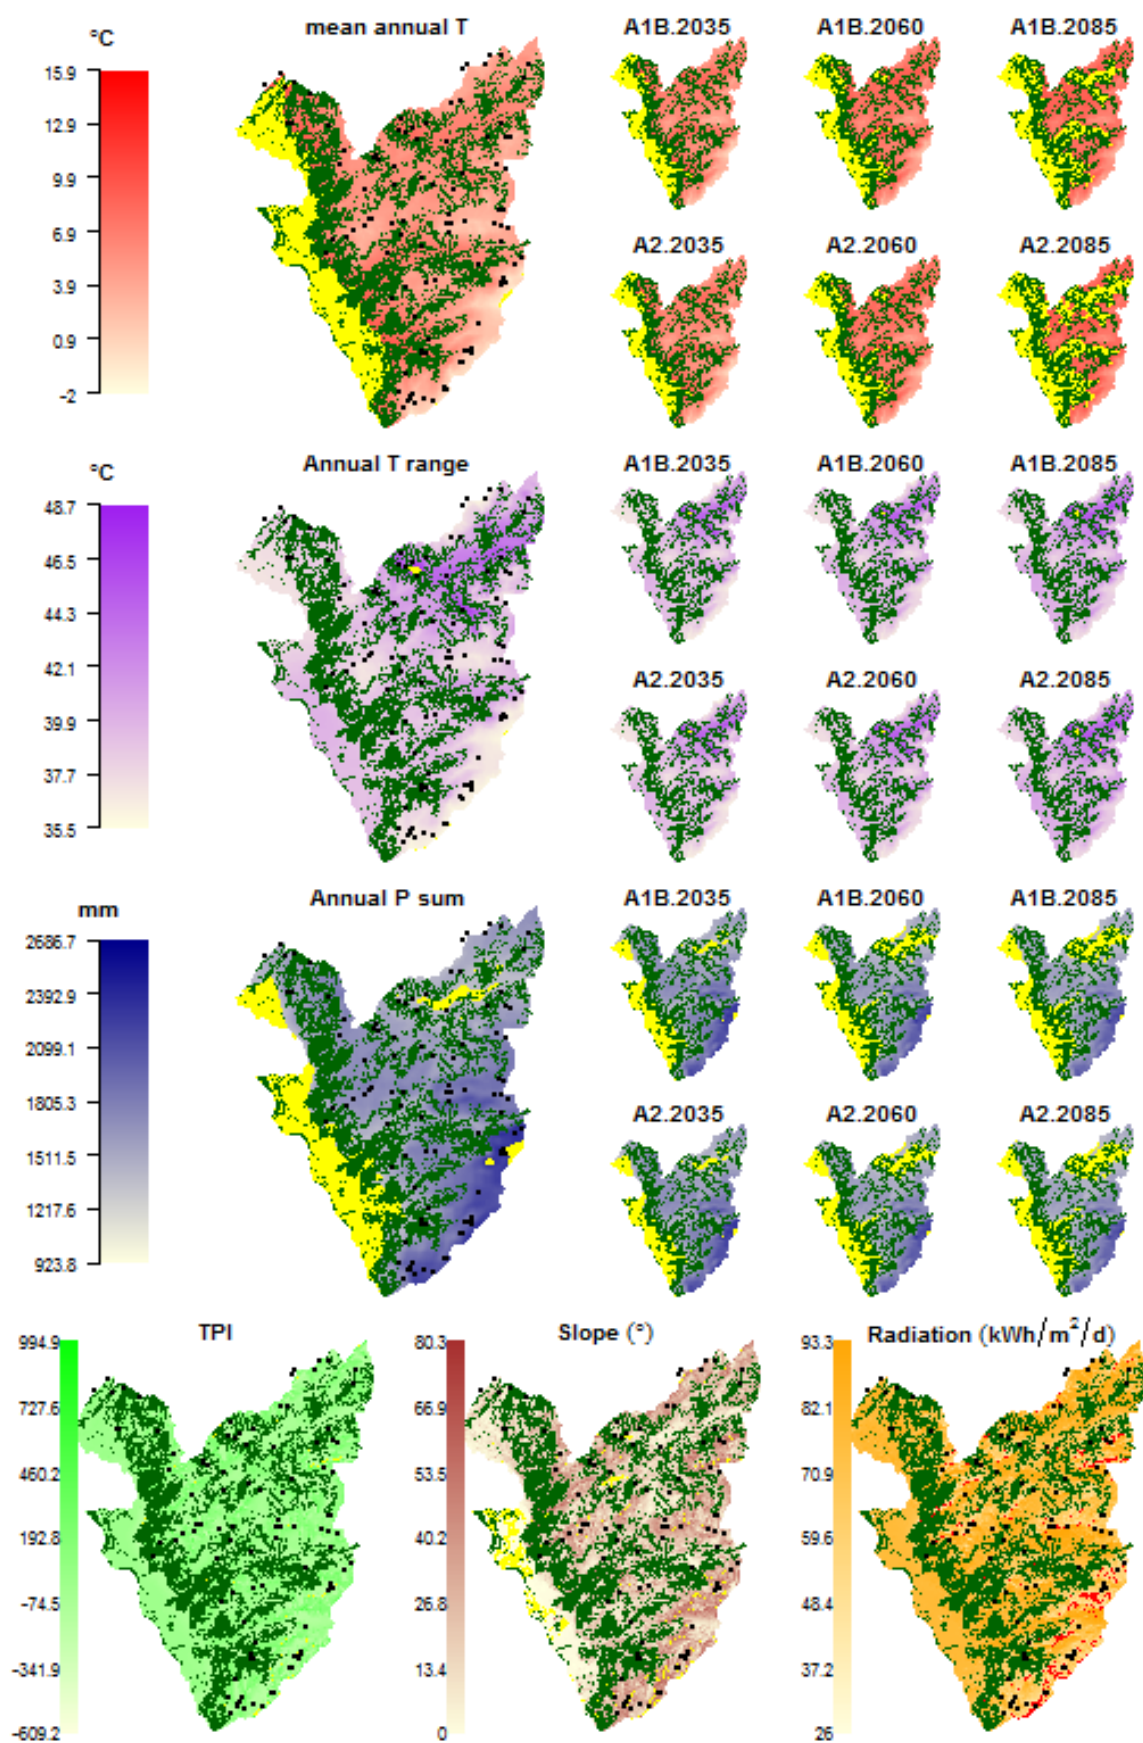 °C
mean annual T
A1B.2035
A1B.2060
A1B.2085
15.9
12.9
9.9
6.9
3.9
0.9
-2
A2.2035
A2.2060
A2.2085
°C
Annual T range
A1B.2035
A1B.2060
A1B.2085
48.7
46.5
44.3
42.1
39.9
37.7
35.5
A2.2035
A2.2060
A2.2085
mm
Annual P sum
A1B.2035
A1B.2060
A1B.2085
2686.7
2392.9
2099.1
1805.3
1511.5
1217.6
923.8
A2.2035
A2.2060
A2.2085
TPI
994.9
727.6
460.2
192.8
-74.5
-341.9
-609.2
Slope (°)
80.3
66.9
53.5
40.2
26.8
13.4
0
Radiation (kWh/m²/d)
93.3
82.1
70.9
59.6
48.4
37.2
26